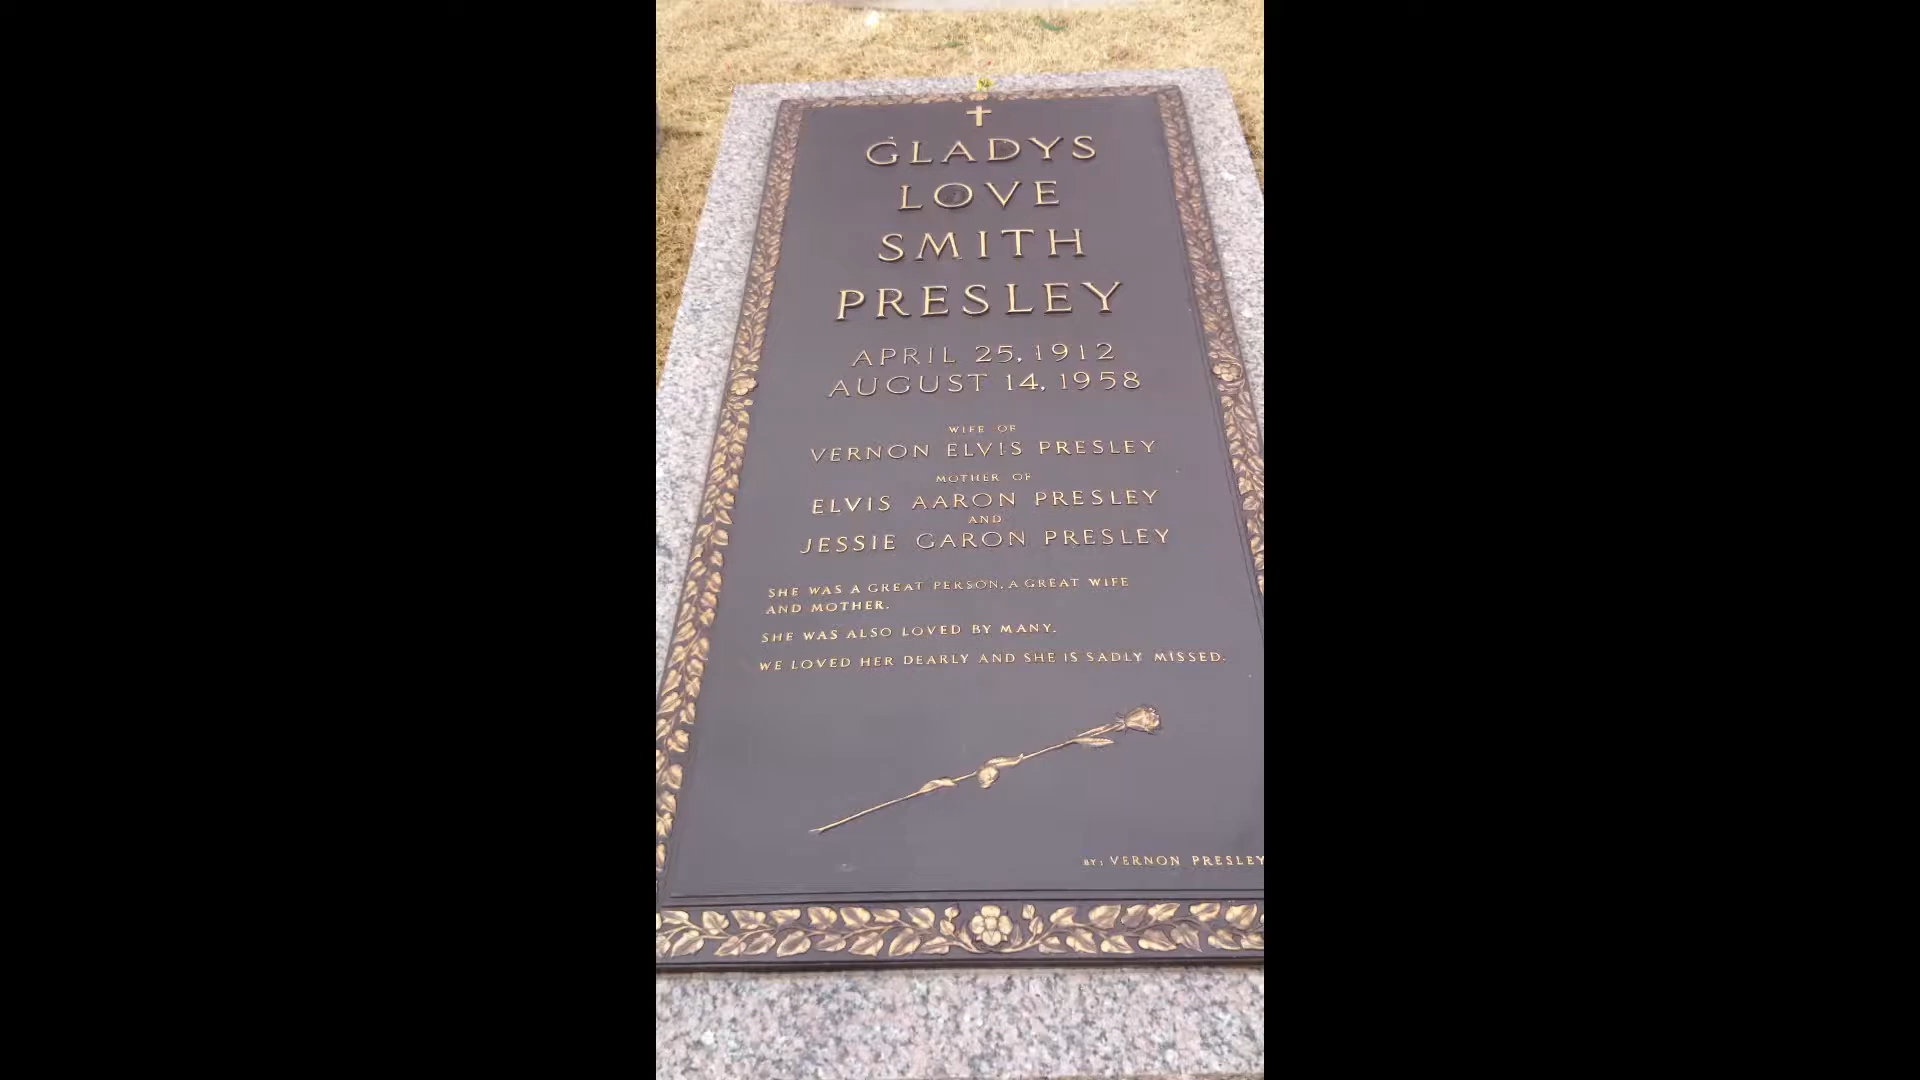 GLADYS
LOVE
SMITH
PRESLEY
APRIL 25, 1912
AUGUST 14, 1958
WIFE OF
VERNON ELVIS PRESLEY
MOTHER OF
ELVIS AARON PRESLEY
AND
JESSIE GARON PRESLEY
SHE WAS A GREAT PERSON, A GREAT WIFE
AND MOTHER.
SHE WAS ALSO LOVED BY MANY.
WE LOVED HER DEARLY AND SHE IS SADLY MISSED.
BY: VERNON PRESLEY